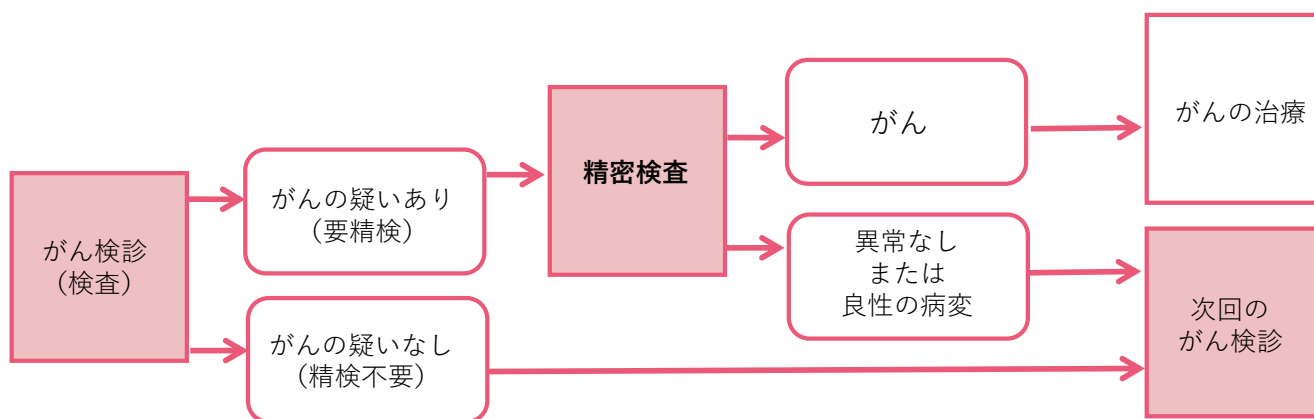 がん検診
（検査）
がんの疑いあり
（要精検）
がんの疑いなし
（精検不要）
精密検査
がん
異常なし
または
良性の病変
がんの治療
次回の
がん検診